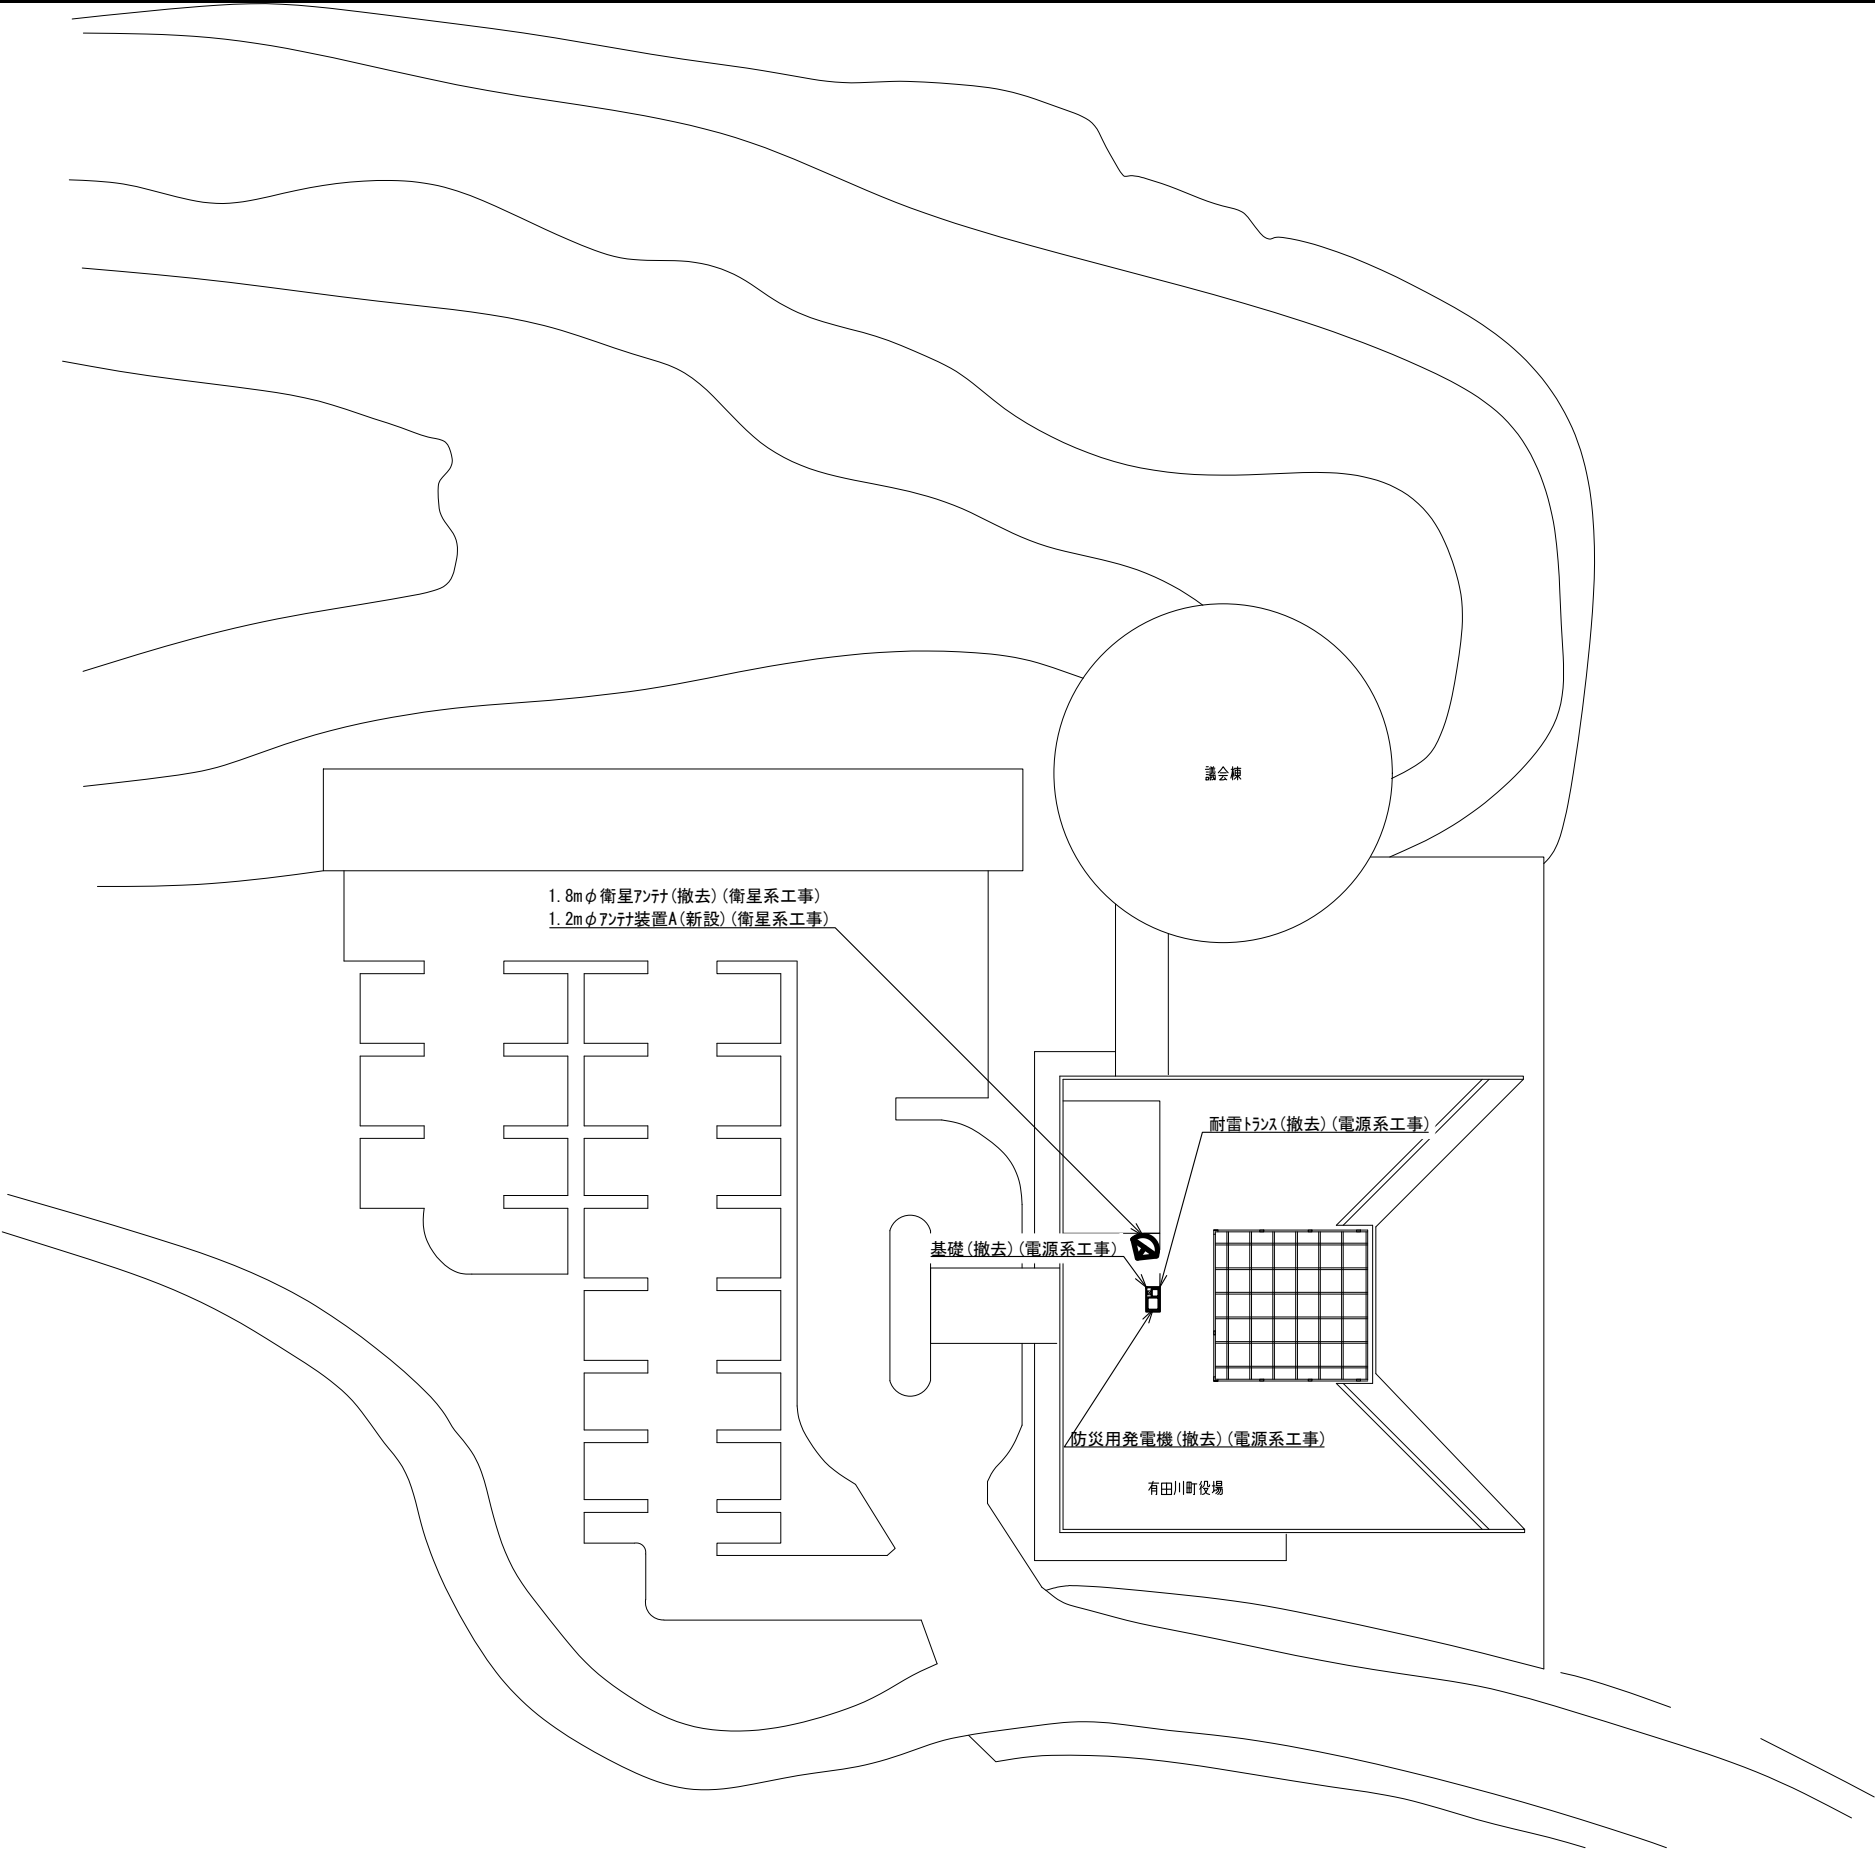 議会棟
1.8mφ衛星ｱﾝﾃﾅ(撤去)(衛星系工事)
1.2mφｱﾝﾃﾅ装置A(新設)(衛星系工事)
耐雷ﾄﾗﾝｽ(撤去)(電源系工事)
基礎(撤去)(電源系工事)
防災用発電機(撤去)(電源系工事)
有田川町役場